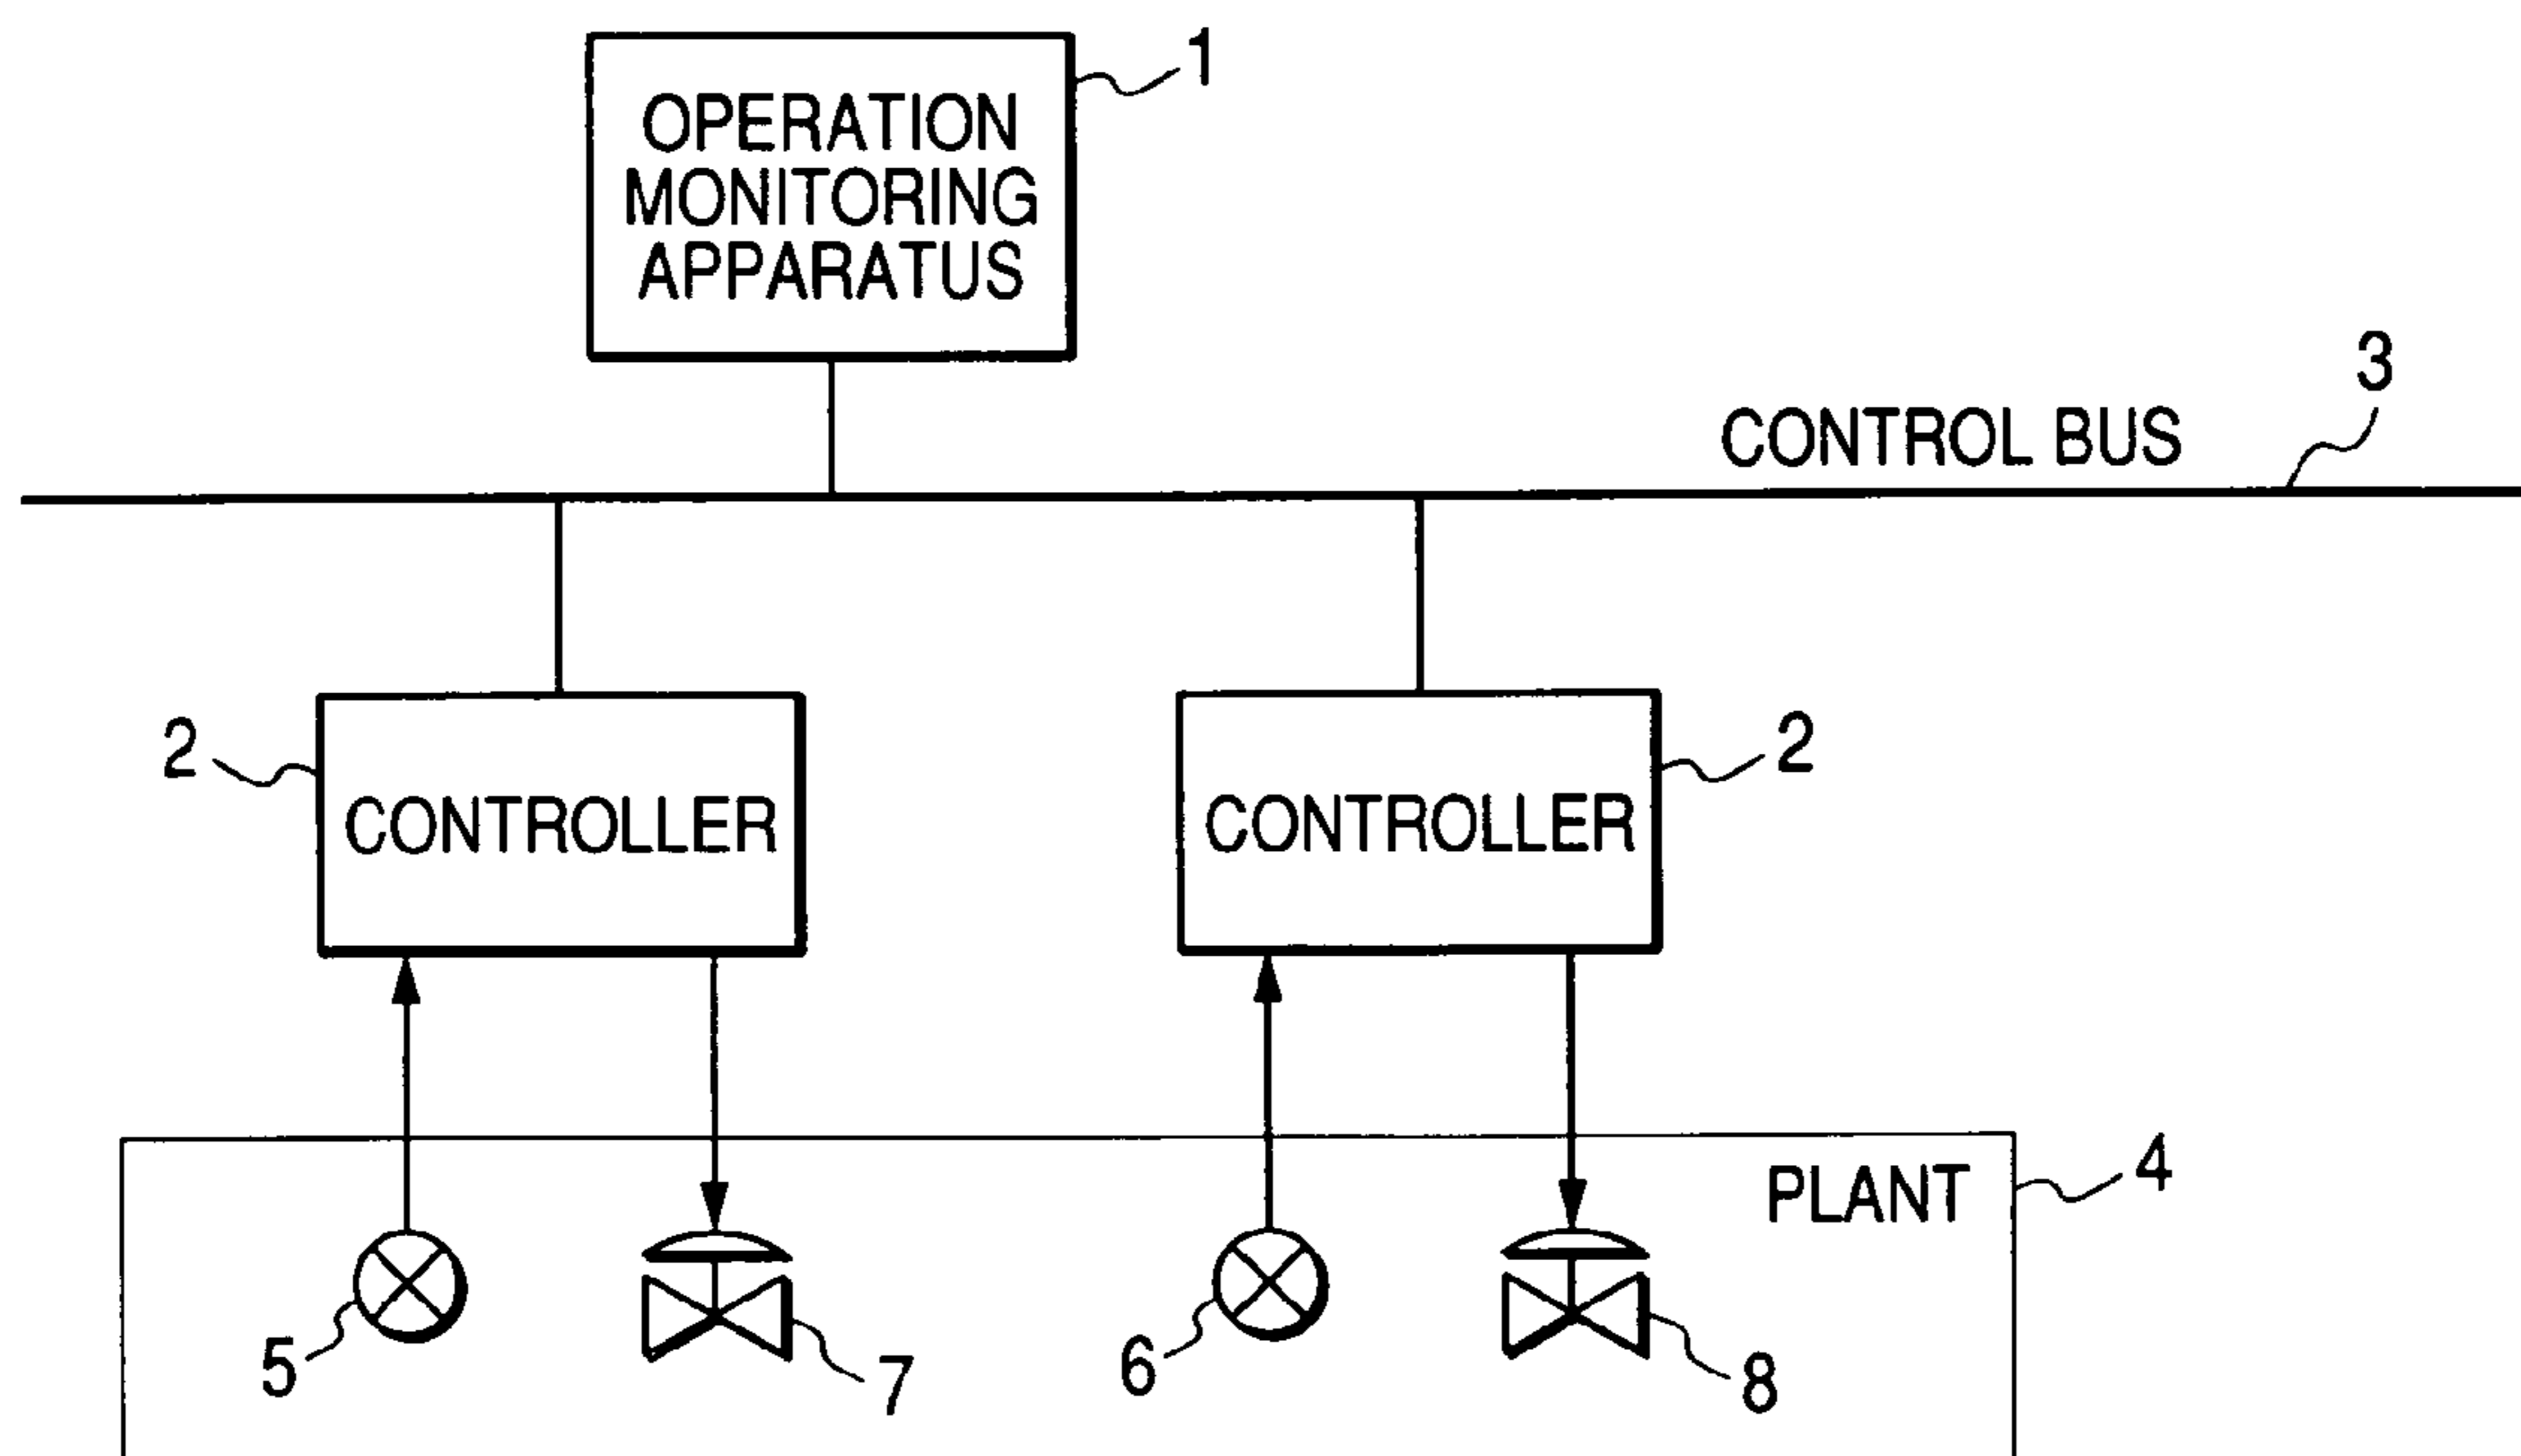 1
OPERATION
MONITORING
APPARATUS
3
CONTROL BUS
2
2
CONTROLLER
CONTROLLER
PLANT
4
5
7
6
8